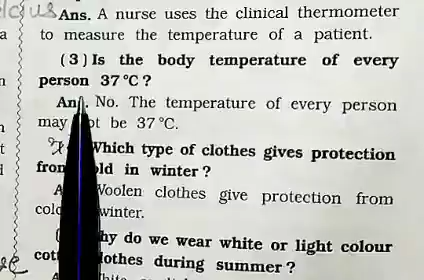 Ans. A nurse uses the clinical thermometer
to measure the temperature of a patient.
(3) Is the body temperature of every
person 37 °C ?
No. The temperature of every person
may be 37 °C.
Which type of clothes gives protection
in winter ?
Woolen clothes give protection from
winter.
do we wear white or light colour
during summer ?